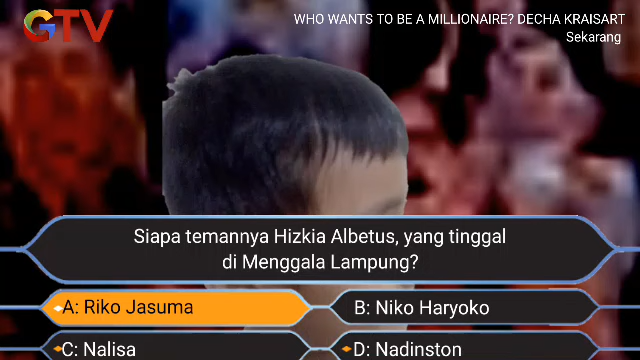 GTV
WHO WANTS TO BE A MILLIONAIRE? DECHA KRAISART
Sekarang
Siapa temannya Hizkia Albetus, yang tinggal
di Menggala Lampung?
A: Riko Jasuma
B: Niko Haryoko
C: Nalisa
D: Nadinston